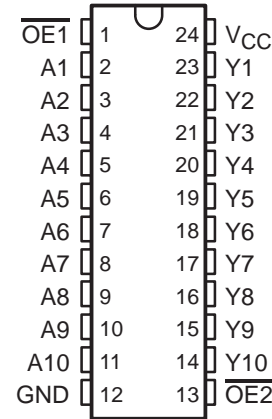 OE1 1 24 VCC
A1 2 23 Y1
A2 3 22 Y2
A3 4 21 Y3
A4 5 20 Y4
A5 6 19 Y5
A6 7 18 Y6
A7 8 17 Y7
A8 9 16 Y8
A9 10 15 Y9
A10 11 14 Y10
GND 12 13 OE2